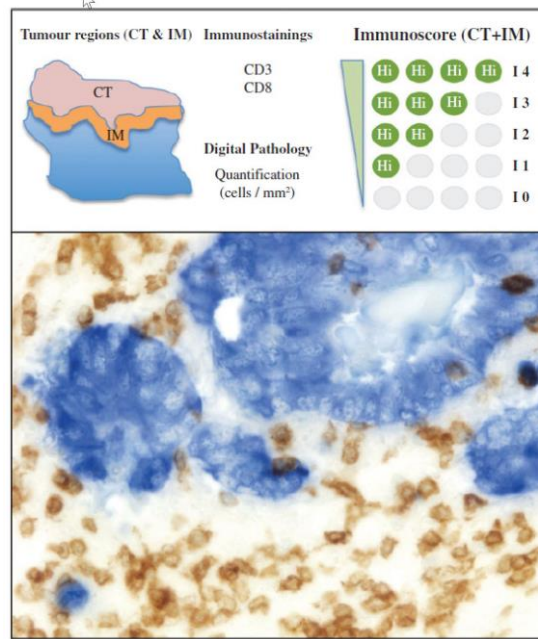 Tumour regions (CT & IM)
Immunostainings
Immunoscore (CT+IM)
CT
IM
CD3
CD8
Digital Pathology
Quantification
(cells / mm²)
Hi Hi Hi Hi I 4
Hi Hi Hi I 3
Hi Hi I 2
Hi I 1
I 0